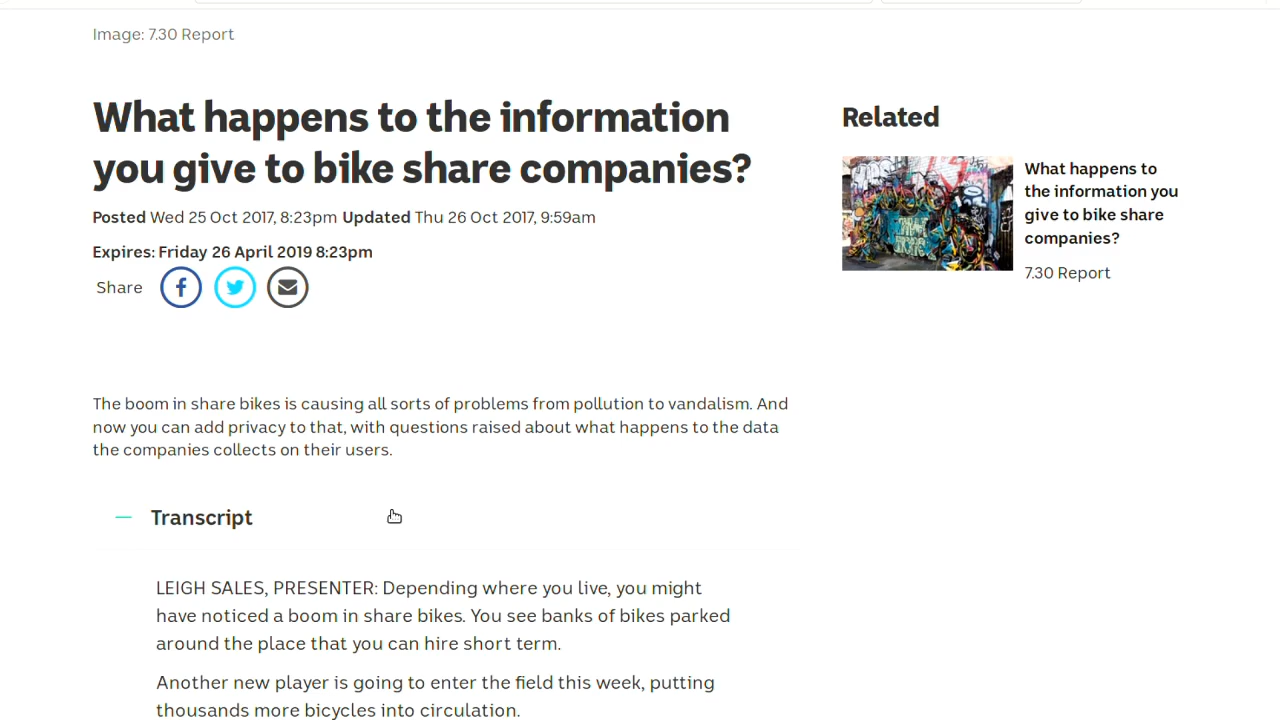 Image: 7.30 Report
What happens to the information
you give to bike share companies?
Posted Wed 25 Oct 2017, 8:23pm Updated Thu 26 Oct 2017, 9:59am
Expires: Friday 26 April 2019 8:23pm
Share
The boom in share bikes is causing all sorts of problems from pollution to vandalism. And
now you can add privacy to that, with questions raised about what happens to the data
the companies collects on their users.
Transcript
LEIGH SALES, PRESENTER: Depending where you live, you might
have noticed a boom in share bikes. You see banks of bikes parked
around the place that you can hire short term.
Another new player is going to enter the field this week, putting
thousands more bicycles into circulation.
Related
What happens to
the information you
give to bike share
companies?
7.30 Report